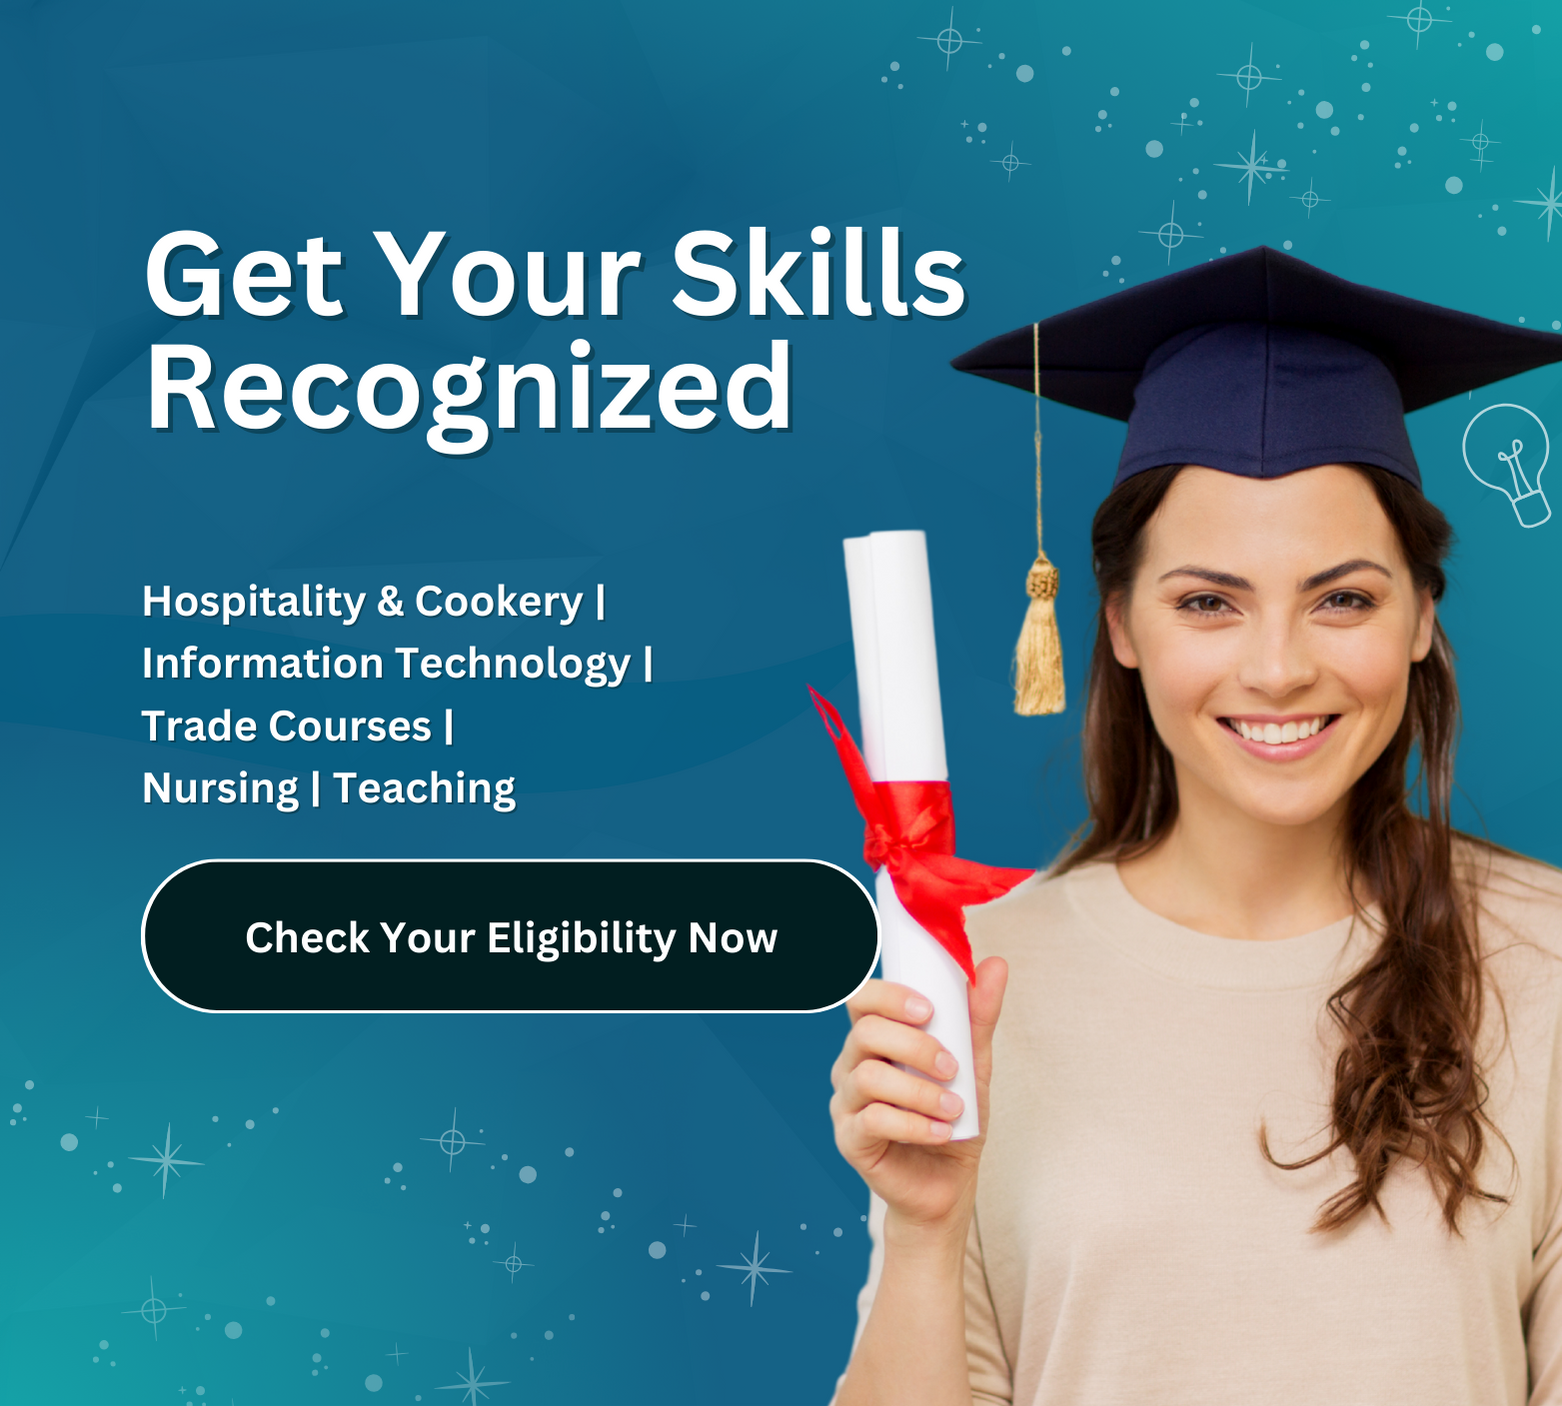 Get Your Skills
Recognized
Hospitality & Cookery |
Information Technology |
Trade Courses |
Nursing | Teaching
Check Your Eligibility Now